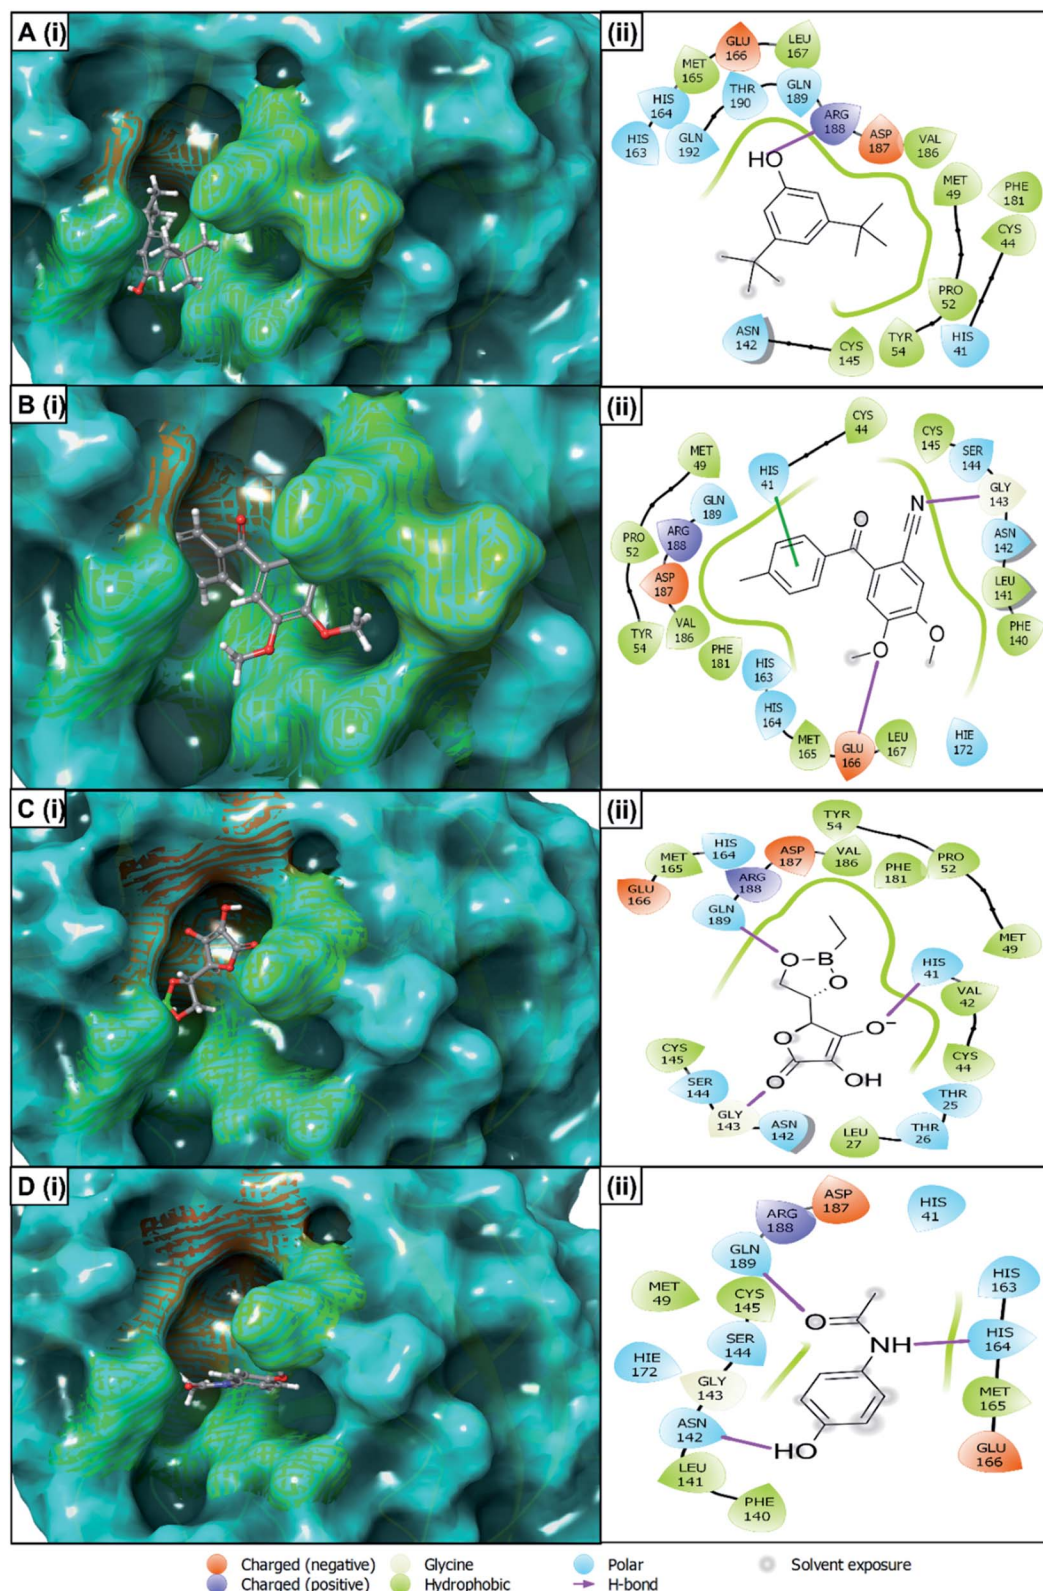 A (i)
(ii)
GLU
166
LEU
167
MET
165
THR
190
GLN
189
HIS
164
ARG
188
HIS
163
GLN
192
ASP
187
VAL
186
HO
MET
49
PHE
181
CYS
44
PRO
52
ASN
142
CYS
145
TYR
54
HIS
41
B (i)
(ii)
CYS
44
CYS
145
MET
49
HIS
41
SER
144
GLN
189
N
GLY
143
PRO
52
ARG
188
O
ASN
142
ASP
187
LEU
141
TYR
54
VAL
186
PHE
181
PHE
140
O
O
HIS
163
HIS
164
MET
165
GLU
166
LEU
167
HIE
172
C (i)
(ii)
TYR
54
MET
165
HIS
164
ASP
187
VAL
186
PHE
181
PRO
52
GLU
166
ARG
188
GLN
189
MET
49
O
B
O
HIS
41
VAL
42
O−
O
CYS
145
CYS
44
SER
144
O
OH
THR
25
GLY
143
ASN
142
LEU
27
THR
26
D (i)
(ii)
ASP
187
HIS
41
ARG
188
GLN
189
HIS
163
MET
49
CYS
145
O
SER
144
NH
HIS
164
HIE
172
GLY
143
MET
165
ASN
142
HO
GLU
166
LEU
141
PHE
140
Charged (negative)
Glycine
Polar
Solvent exposure
Charged (positive)
Hydrophobic
H-bond